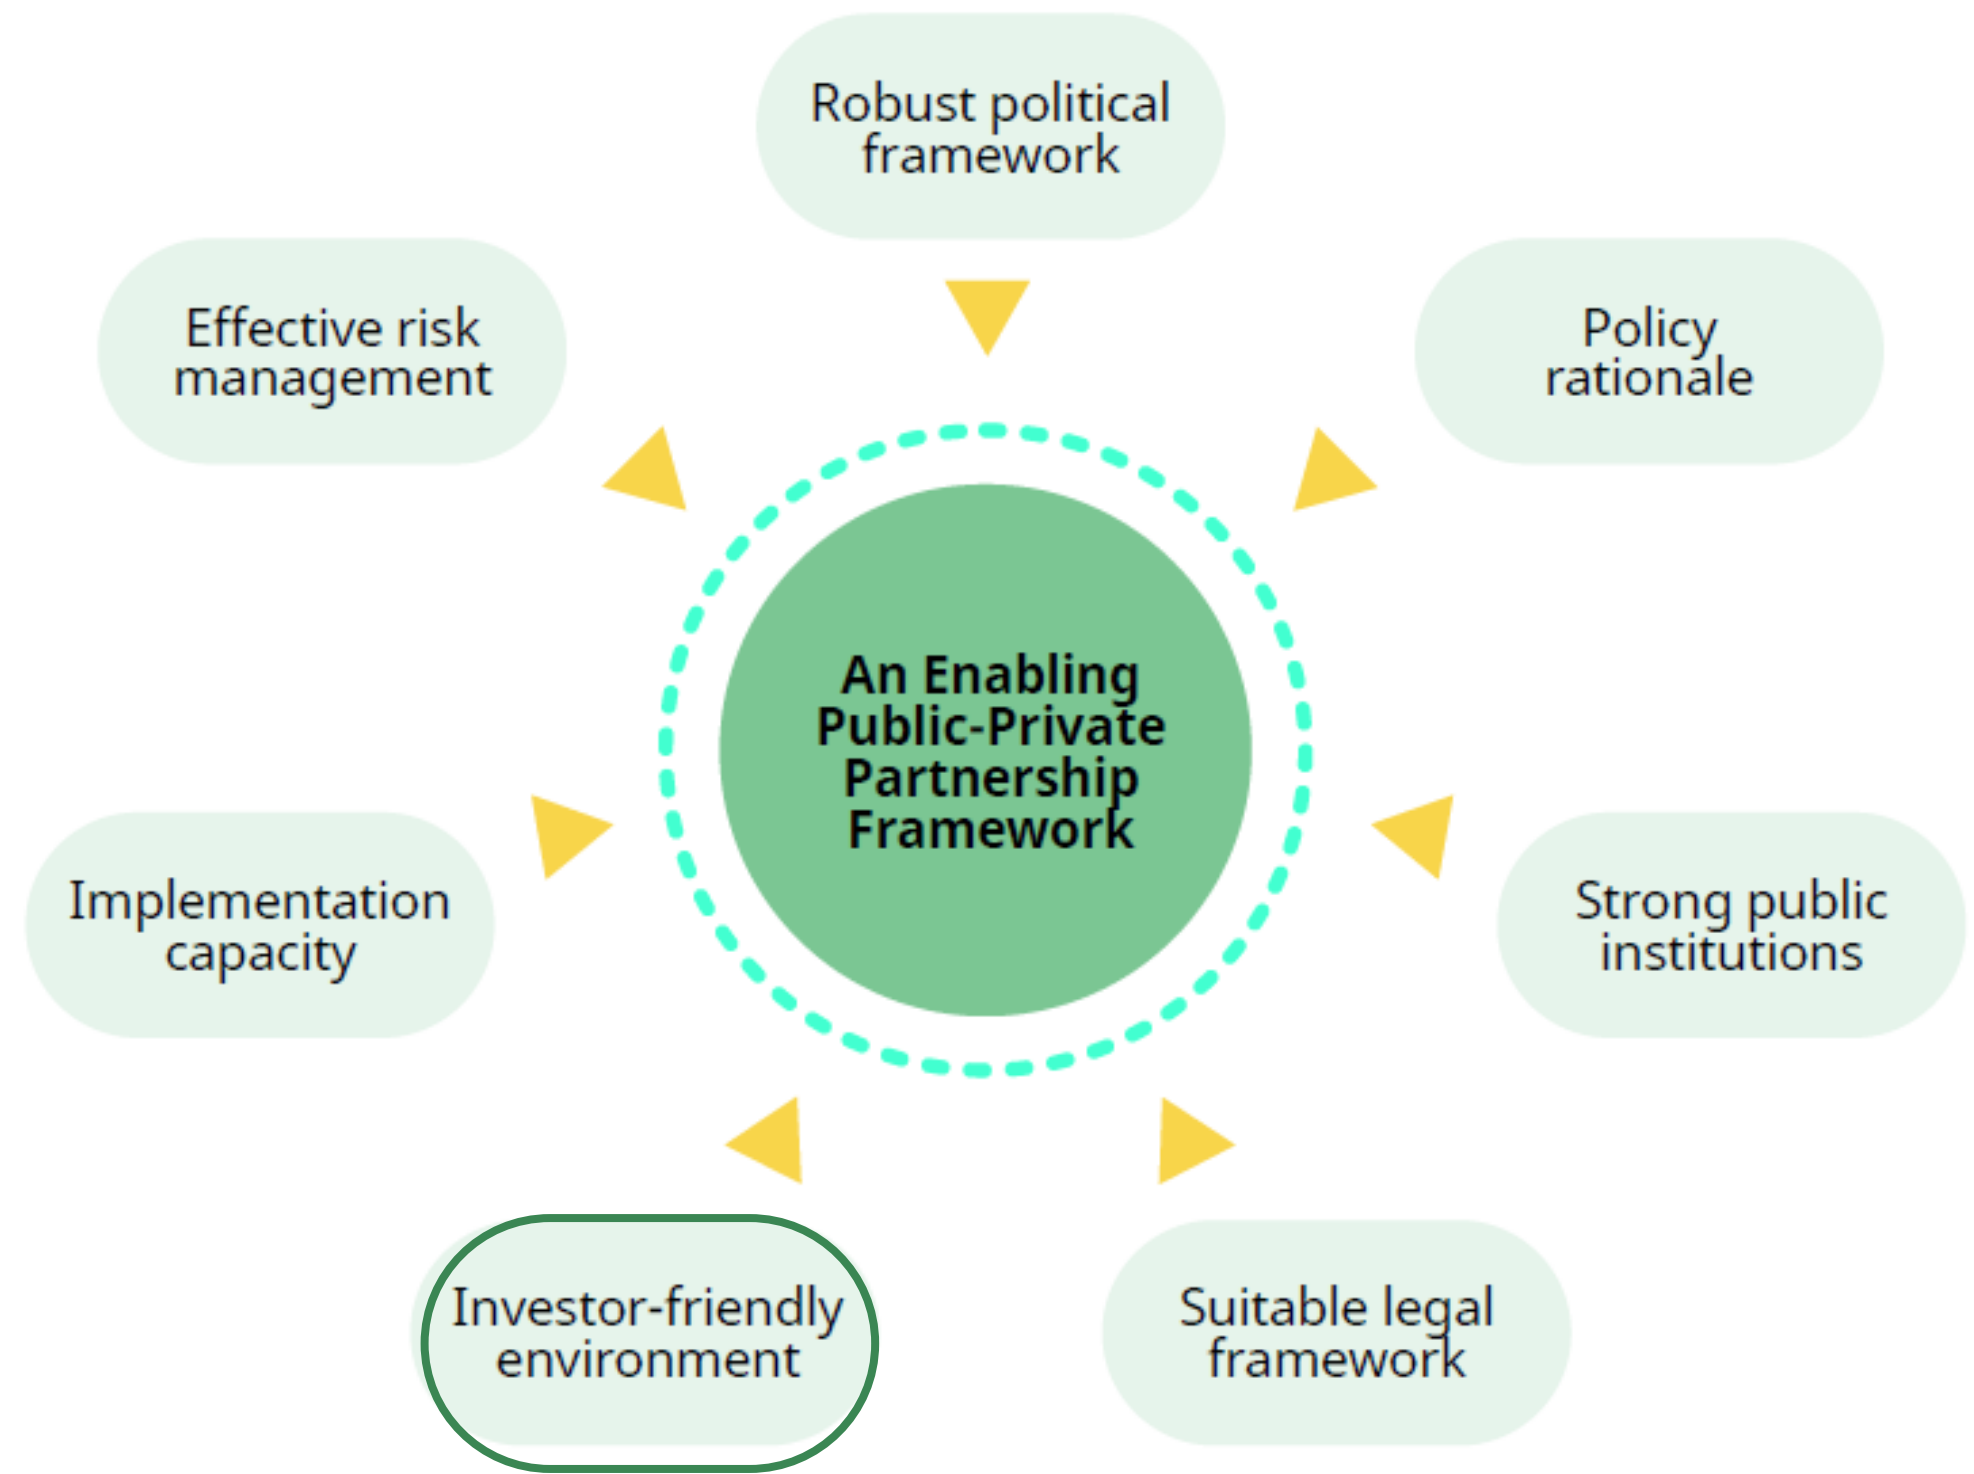 Robust political
framework
Effective risk
management
Policy
rationale
An Enabling
Public-Private
Partnership
Framework
Implementation
capacity
Strong public
institutions
Investor-friendly
environment
Suitable legal
framework